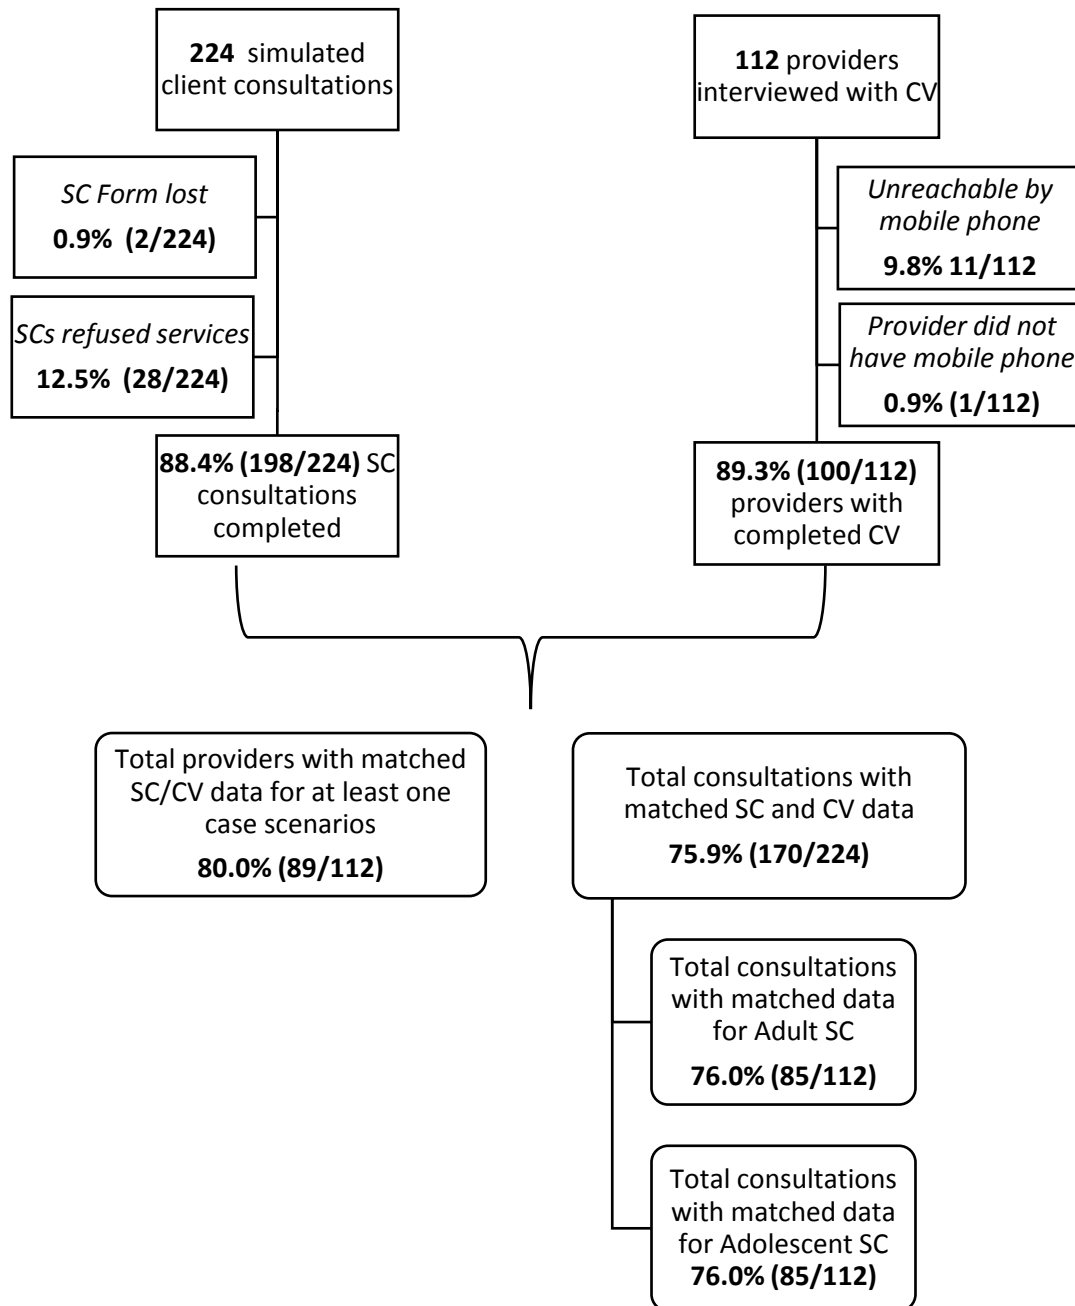 224 simulated
client consultations
112 providers
interviewed with CV
SC Form lost
0.9% (2/224)
SCs refused services
12.5% (28/224)
Unreachable by
mobile phone
9.8% 11/112
Provider did not
have mobile phone
0.9% (1/112)
88.4% (198/224) SC
consultations
completed
89.3% (100/112)
providers with
completed CV
Total providers with matched
SC/CV data for at least one
case scenarios
80.0% (89/112)
Total consultations with
matched SC and CV data
75.9% (170/224)
Total consultations
with matched data
for Adult SC
76.0% (85/112)
Total consultations
with matched data
for Adolescent SC
76.0% (85/112)